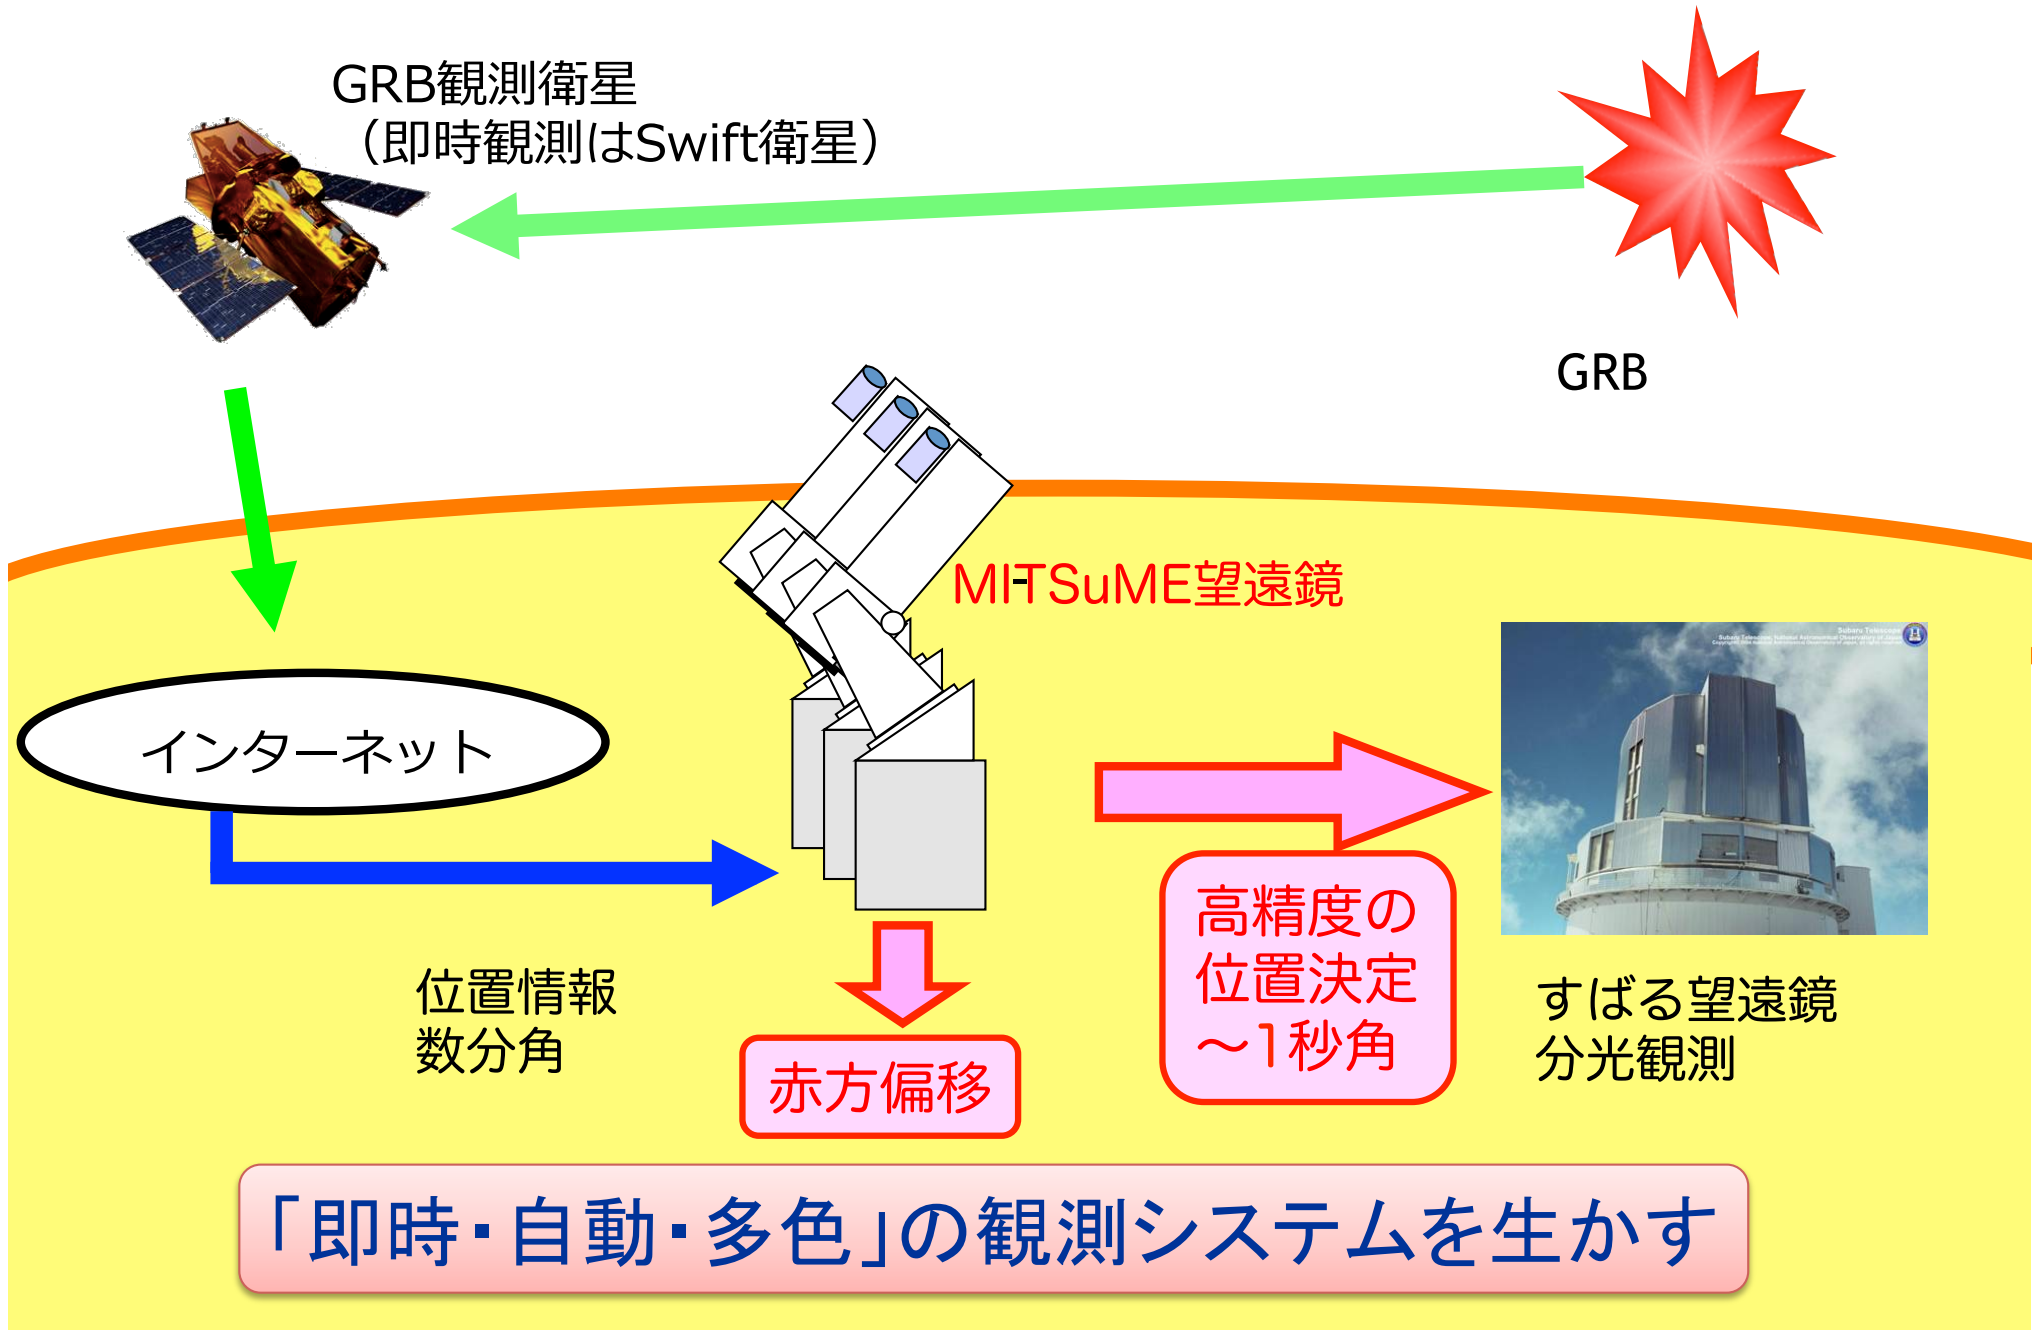 GRB観測衛星
（即時観測はSwift衛星）
GRB
MITSuME望遠鏡
Subaru Telescope
インターネット
高精度の
位置決定
～1秒角
位置情報
数分角
すばる望遠鏡
分光観測
赤方偏移
「即時・自動・多色」の観測システムを生かす